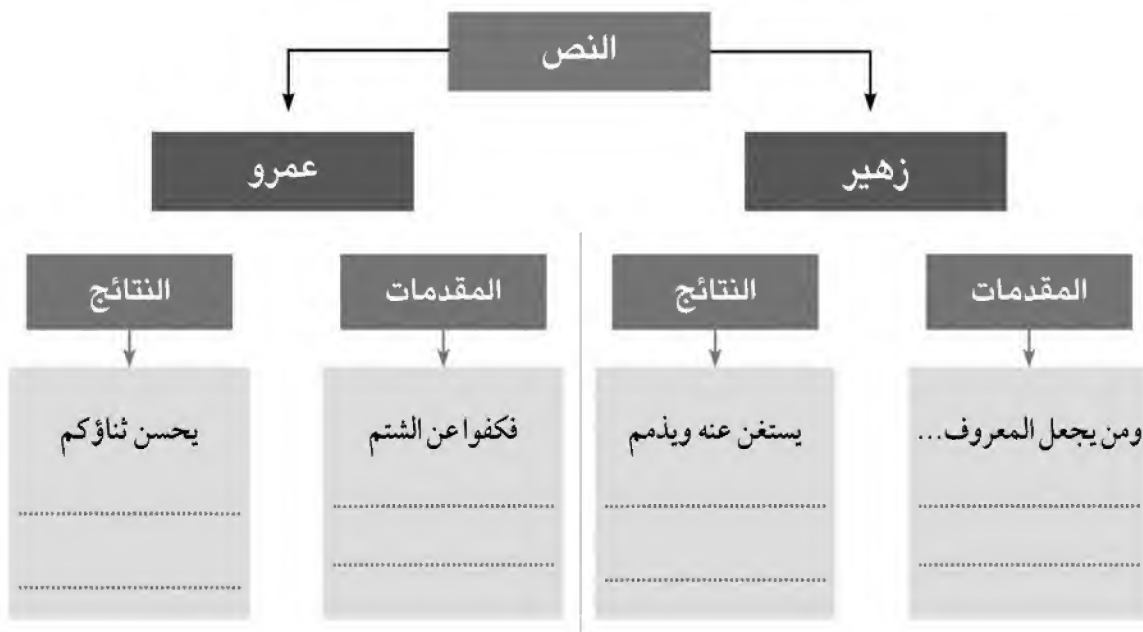 النص
زهير
عمرو
المقدمات
النتائج
المقدمات
النتائج
ومن يجعل المعروف...
يستغن عنه ويذمم
فكفوا عن الشتم
يحسن ثناؤكم